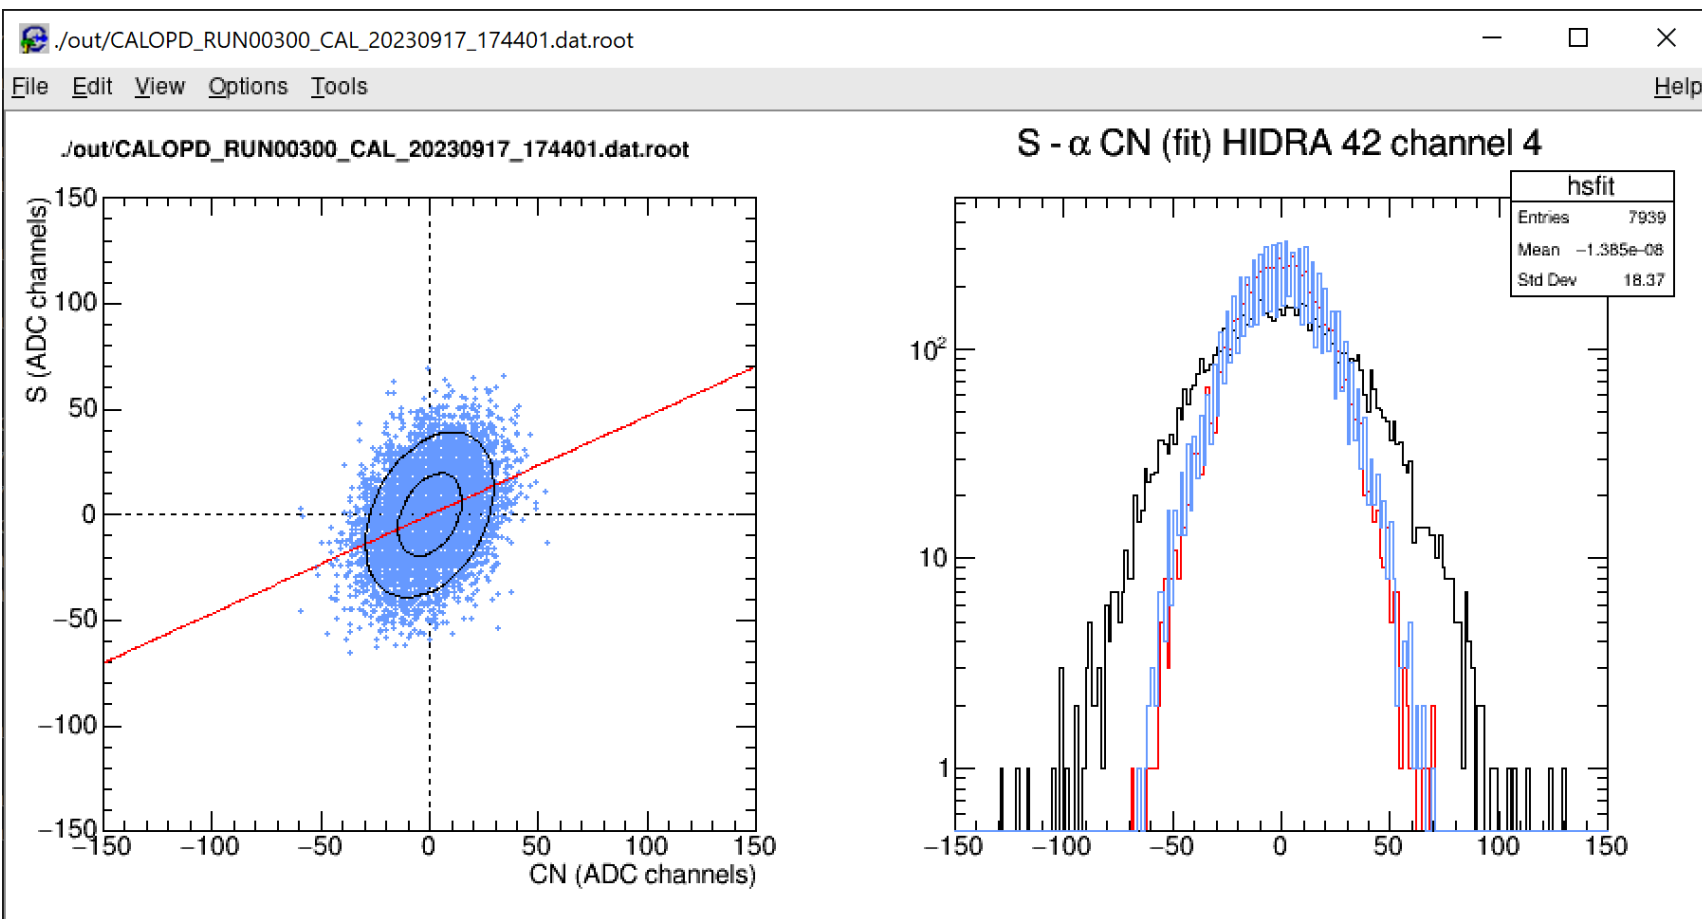 ./out/CALOPD_RUN00300_CAL_20230917_174401.dat.root
File Edit View Options Tools Help
./out/CALOPD_RUN00300_CAL_20230917_174401.dat.root
S (ADC channels)
150
100
50
0
−50
−100
−150
−150 −100 −50 0 50 100 150
CN (ADC channels)
S - α CN (fit) HIDRA 42 channel 4
hsfit
Entries 7939
Mean −1.385e−08
Std Dev 18.37
10²
10
1
−150 −100 −50 0 50 100 150